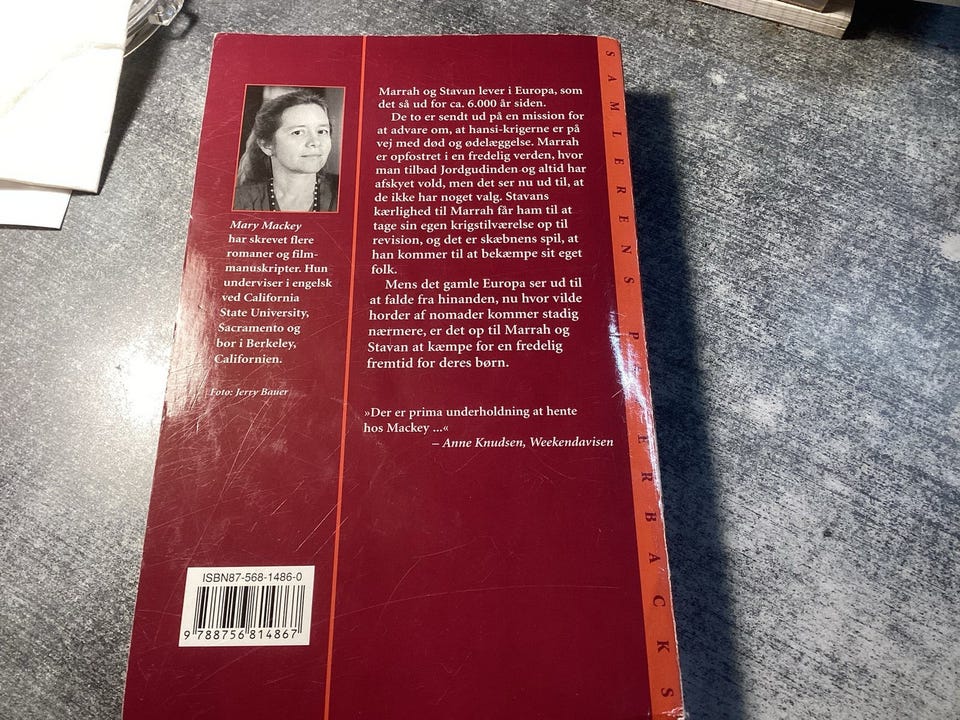 Mary Mackey
har skrevet flere
romaner og film-
manuskripter. Hun
underviser i engelsk
ved California
State University,
Sacramento og
bor i Berkeley,
Californien.
Foto: Jerry Bauer
Marrah og Stavan lever i Europa, som
det så ud for ca. 6.000 år siden.
De to er sendt ud på en mission for
at advare om, at hansi-krigerne er på
vej med død og ødelæggelse. Marrah
er opfostret i en fredelig verden, hvor
man tilbad Jordgudinden og altid har
afskyet vold, men det ser nu ud til, at
de ikke har noget valg. Stavans
kærlighed til Marrah får ham til at
tage sin egen krigstilværelse op til
revision, og det er skæbnens spil, at
han kommer til at bekæmpe sit eget
folk.
Mens det gamle Europa ser ud til
at falde fra hinanden, nu hvor vilde
horder af nomader kommer stadig
nærmere, er det op til Marrah og
Stavan at kæmpe for en fredelig
fremtid for deres børn.
»Der er prima underholdning at hente
hos Mackey ...«
– Anne Knudsen, Weekendavisen
ISBN87-568-1486-0
9 788756 814867
SAMLERENS PAPERBACKS